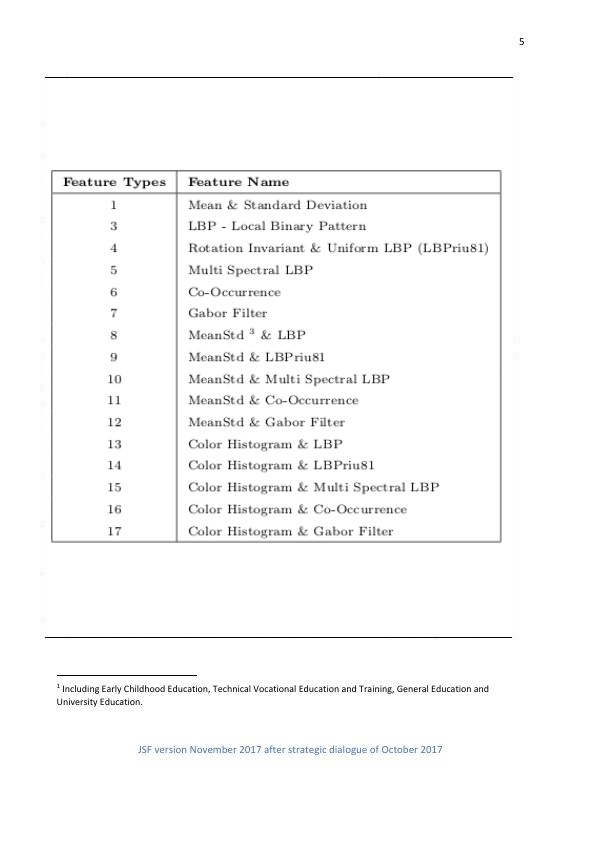 5
Feature Types Feature Name
1 Mean & Standard Deviation
3 LBP - Local Binary Pattern
4 Rotation Invariant & Uniform LBP (LBPriu81)
5 Multi Spectral LBP
6 Co-Occurrence
7 Gabor Filter
8 MeanStd ³ & LBP
9 MeanStd & LBPriu81
10 MeanStd & Multi Spectral LBP
11 MeanStd & Co-Occurrence
12 MeanStd & Gabor Filter
13 Color Histogram & LBP
14 Color Histogram & LBPriu81
15 Color Histogram & Multi Spectral LBP
16 Color Histogram & Co-Occurrence
17 Color Histogram & Gabor Filter
¹ Including Early Childhood Education, Technical Vocational Education and Training, General Education and
University Education.
JSF version November 2017 after strategic dialogue of October 2017